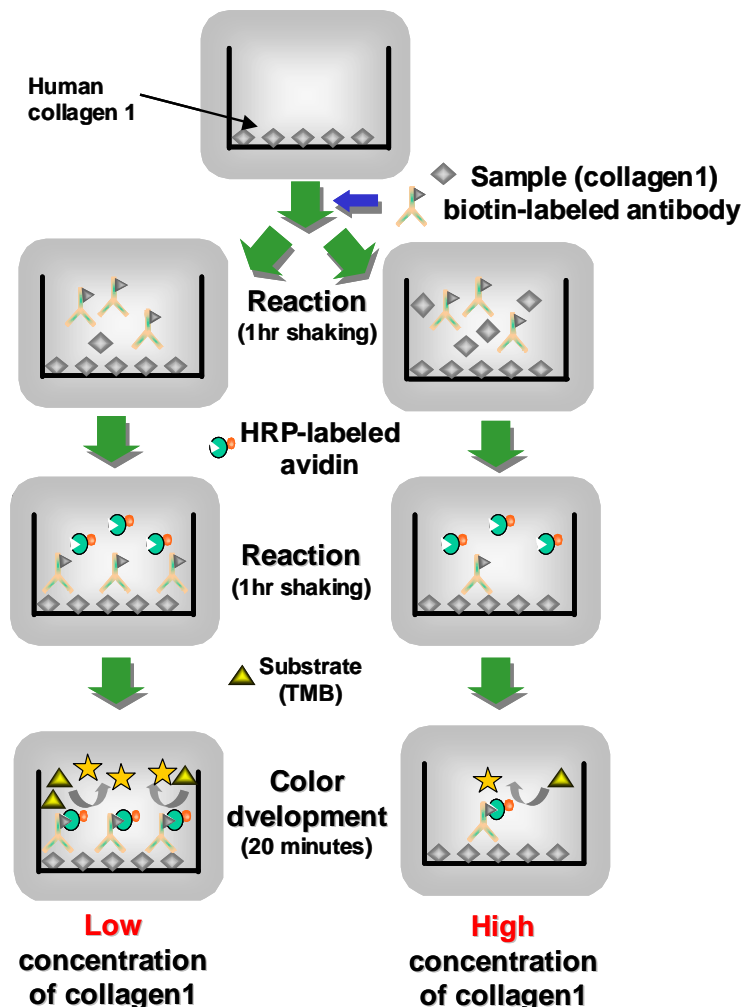 Human
collagen 1
Sample (collagen1)
biotin-labeled antibody
Reaction
(1hr shaking)
HRP-labeled
avidin
Reaction
(1hr shaking)
Substrate
(TMB)
Color
dvelopment
(20 minutes)
Low
concentration
of collagen1
High
concentration
of collagen1